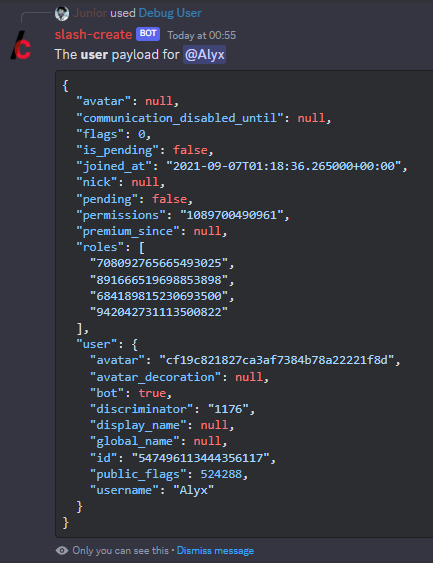 Junior used Debug User
slash-create BOT Today at 00:55
The user payload for @Alyx
{
  "avatar": null,
  "communication_disabled_until": null,
  "flags": 0,
  "is_pending": false,
  "joined_at": "2021-09-07T01:18:36.265000+00:00",
  "nick": null,
  "pending": false,
  "permissions": "1089700490961",
  "premium_since": null,
  "roles": [
    "708092765665493025",
    "891666519698853898",
    "684189815230693500",
    "942042731113500822"
  ],
  "user": {
    "avatar": "cf19c821827ca3af7384b78a22221f8d",
    "avatar_decoration": null,
    "bot": true,
    "discriminator": "1176",
    "display_name": null,
    "global_name": null,
    "id": "547496113444356117",
    "public_flags": 524288,
    "username": "Alyx"
  }
}
Only you can see this • Dismiss message